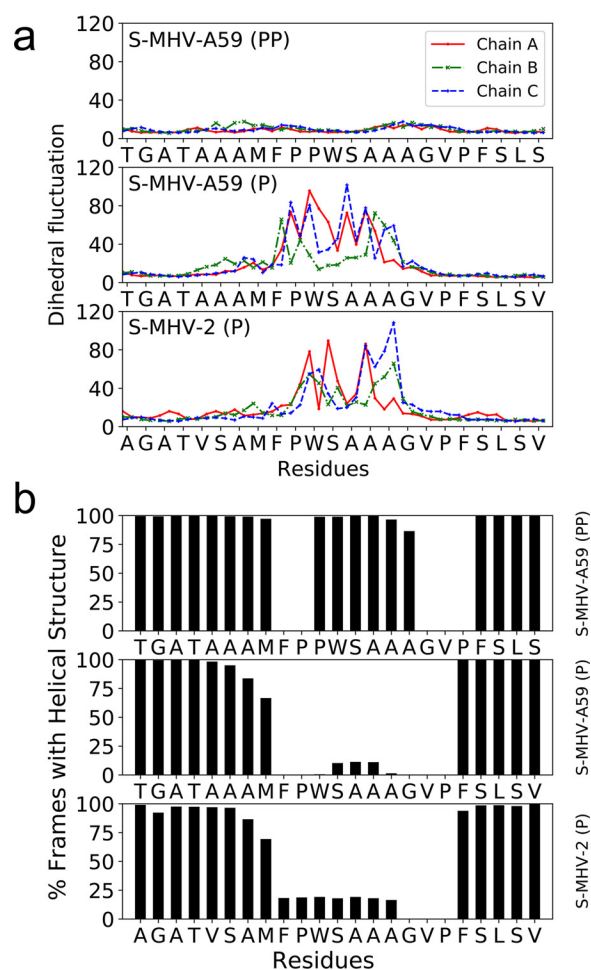 a
S-MHV-A59 (PP)
Chain A
Chain B
Chain C
120
80
40
0
T G A T A A A M F P P W S A A A G V P F S L S
S-MHV-A59 (P)
120
80
40
0
T G A T A A A M F P W S A A A G V P F S L S V
S-MHV-2 (P)
120
80
40
0
A G A T V S A M F P W S A A A G V P F S L S V
Residues
Dihedral fluctuation
b
100
75
50
25
0
T G A T A A A M F P P W S A A A G V P F S L S
S-MHV-A59 (PP)
100
75
50
25
0
T G A T A A A M F P W S A A A G V P F S L S V
S-MHV-A59 (P)
100
75
50
25
0
A G A T V S A M F P W S A A A G V P F S L S V
S-MHV-2 (P)
Residues
% Frames with Helical Structure